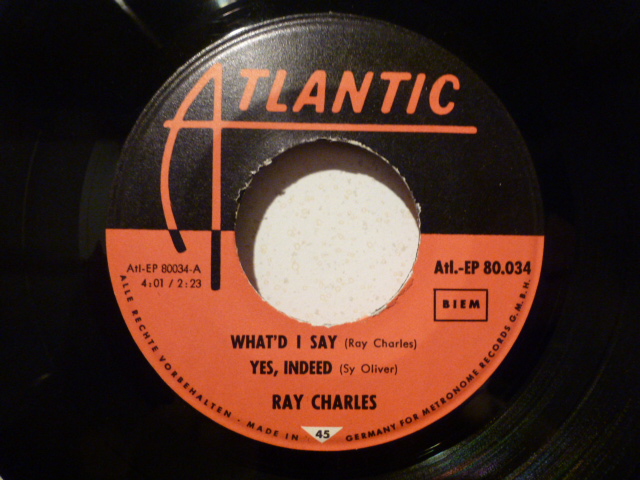 ATLANTIC
Atl-EP 80034-A
4:01 / 2:23
Atl.-EP 80.034
BIEM
WHAT'D I SAY (Ray Charles)
YES, INDEED (Sy Oliver)
RAY CHARLES
ALLE RECHTE VORBEHALTEN - MADE IN 45 GERMANY FOR METRONOME RECORDS G.M.B.H.